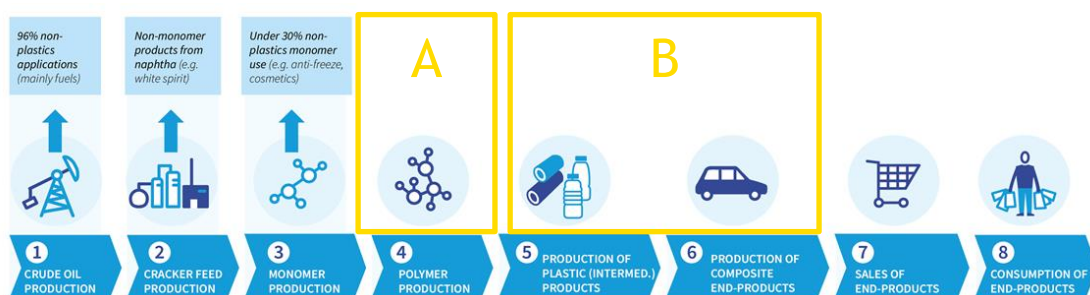 96% non-
plastics
applications
(mainly fuels)
Non-monomer
products from
naphtha (e.g.
white spirit)
Under 30% non-
plastics monomer
use (e.g. anti-freeze,
cosmetics)
A
B
1
CRUDE OIL
PRODUCTION
2
CRACKER FEED
PRODUCTION
3
MONOMER
PRODUCTION
4
POLYMER
PRODUCTION
5
PRODUCTION OF
PLASTIC (INTERMED.)
PRODUCTS
6
PRODUCTION OF
COMPOSITE
END-PRODUCTS
7
SALES OF
END-PRODUCTS
8
CONSUMPTION OF
END-PRODUCTS